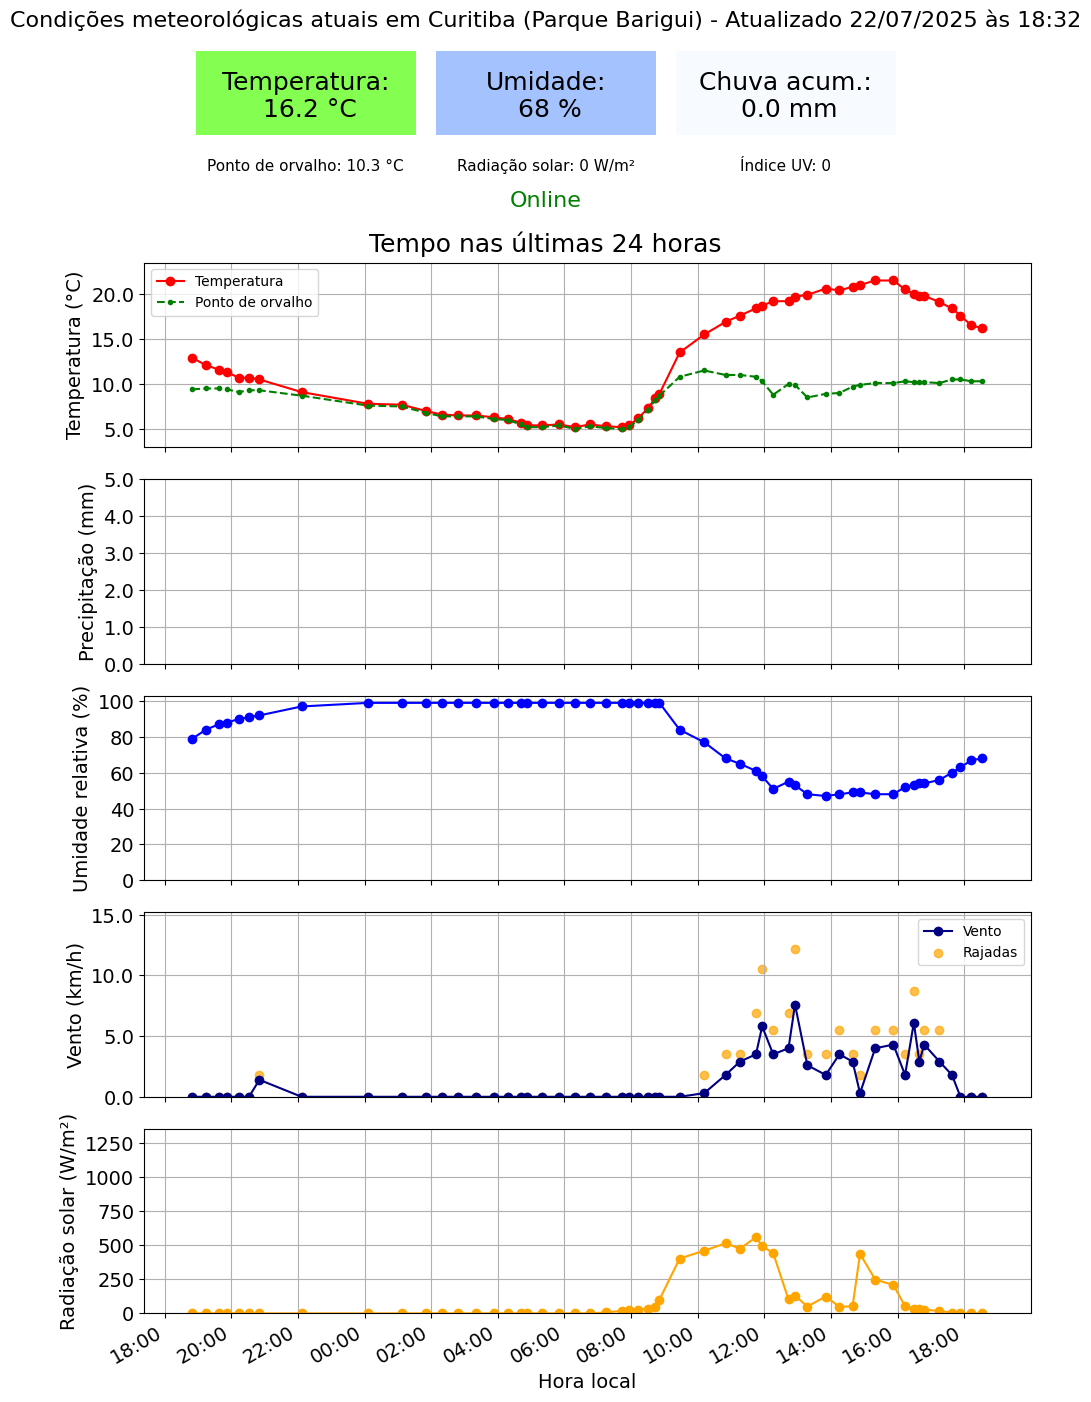 Condições meteorológicas atuais em Curitiba (Parque Barigui) - Atualizado 22/07/2025 às 18:32
Temperatura:
16.2 °C
Umidade:
68 %
Chuva acum.:
0.0 mm
Ponto de orvalho: 10.3 °C
Radiação solar: 0 W/m²
Índice UV: 0
Online
Tempo nas últimas 24 horas
Temperatura (°C)
20.0
15.0
10.0
5.0
Temperatura
Ponto de orvalho
Precipitação (mm)
5.0
4.0
3.0
2.0
1.0
0.0
Umidade relativa (%)
100
80
60
40
20
0
Vento (km/h)
15.0
10.0
5.0
0.0
Vento
Rajadas
Radiação solar (W/m²)
1250
1000
750
500
250
0
18:00
20:00
22:00
00:00
02:00
04:00
06:00
08:00
10:00
12:00
14:00
16:00
18:00
Hora local